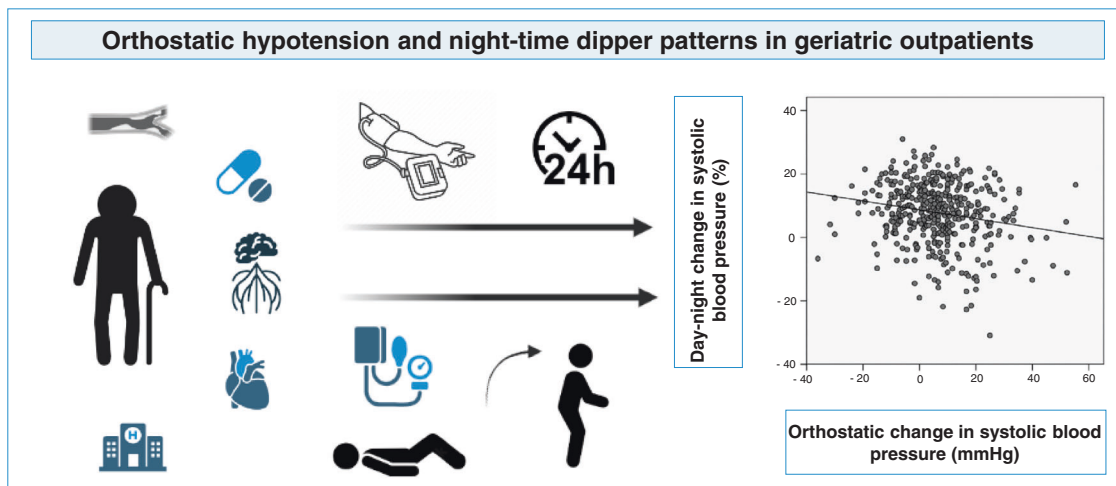 Orthostatic hypotension and night-time dipper patterns in geriatric outpatients
24h
H
Day-night change in systolic
blood pressure (%)
40
20
0
- 20
- 40
- 40
- 20
0
20
40
60
Orthostatic change in systolic blood
pressure (mmHg)